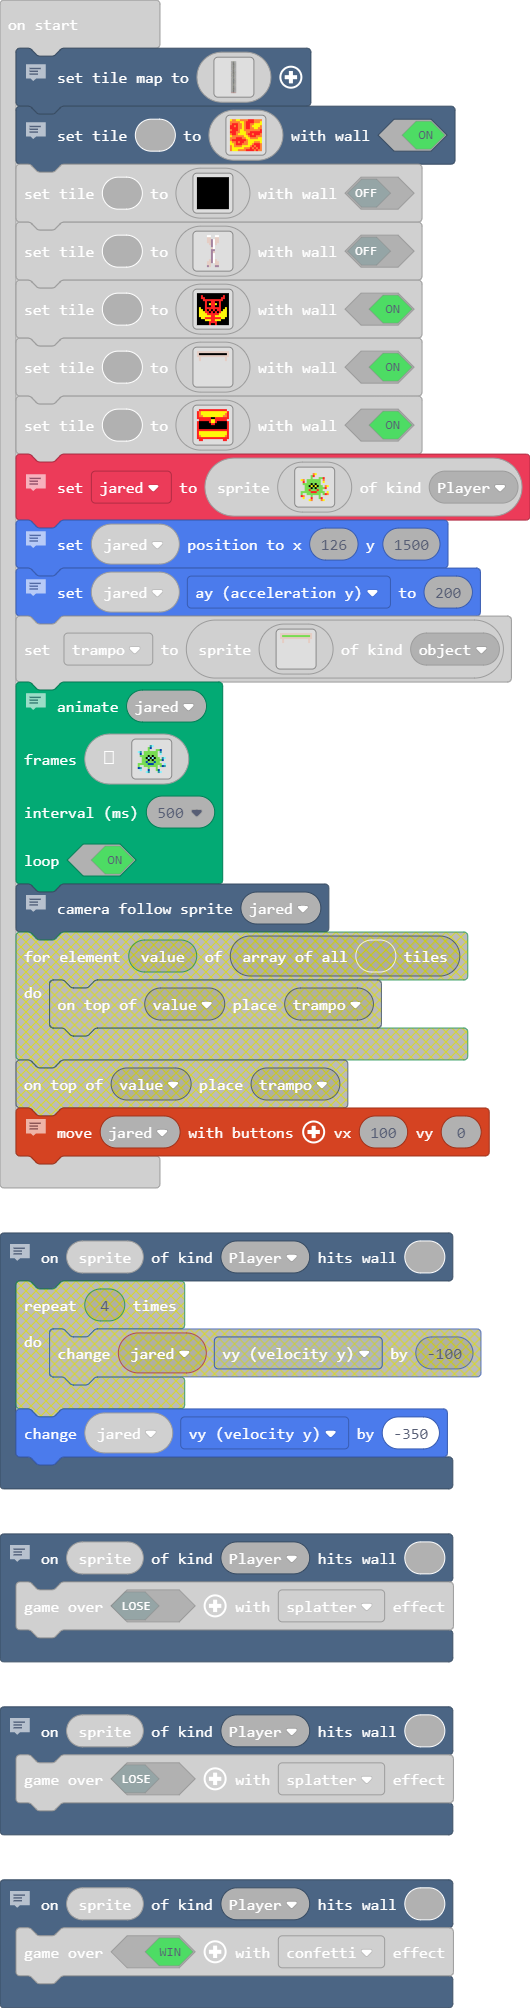 on start
set tile map to
set tile to with wall ON
set tile to with wall OFF
set tile to with wall OFF
set tile to with wall ON
set tile to with wall ON
set tile to with wall ON
set jared to sprite of kind Player
set jared position to x 126 y 1500
set jared ay (acceleration y) to 200
set trampo to sprite of kind object
animate jared
frames
interval (ms) 500
loop ON
camera follow sprite jared
for element value of array of all tiles
do
on top of value place trampo
on top of value place trampo
move jared with buttons vx 100 vy 0
on sprite of kind Player hits wall
repeat 4 times
do
change jared vy (velocity y) by -100
change jared vy (velocity y) by -350
on sprite of kind Player hits wall
game over LOSE with splatter effect
on sprite of kind Player hits wall
game over LOSE with splatter effect
on sprite of kind Player hits wall
game over WIN with confetti effect